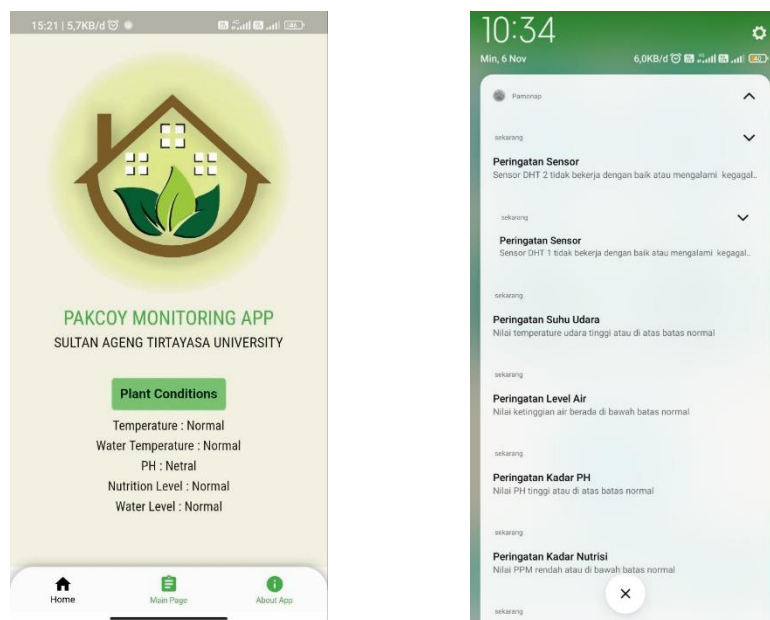 15:21 | 5,7KB/d
PAKCOY MONITORING APP
SULTAN AGENG TIRTAYASA UNIVERSITY
Plant Conditions
Temperature : Normal
Water Temperature : Normal
PH : Netral
Nutrition Level : Normal
Water Level : Normal
Home
Main Page
About App
10:34
Min, 6 Nov
6,0KB/d
Pamonap
sekarang
Peringatan Sensor
Sensor DHT 2 tidak bekerja dengan baik atau mengalami kegagal..
sekarang
Peringatan Sensor
Sensor DHT 1 tidak bekerja dengan baik atau mengalami kegagal..
sekarang
Peringatan Suhu Udara
Nilai temperature udara tinggi atau di atas batas normal
sekarang
Peringatan Level Air
Nilai ketinggian air berada di bawah batas normal
sekarang
Peringatan Kadar PH
Nilai PH tinggi atau di atas batas normal
sekarang
Peringatan Kadar Nutrisi
Nilai PPM rendah atau di bawah batas normal
sekarang